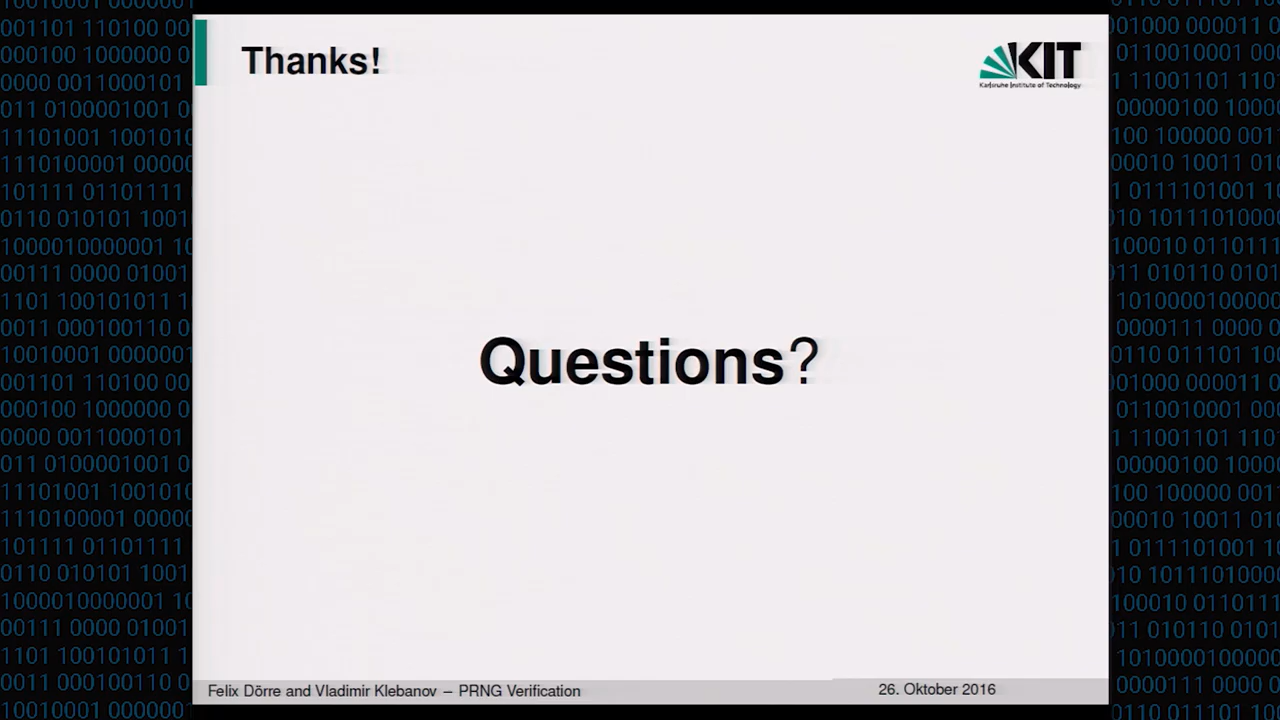 Thanks!
KIT
Karlsruhe Institute of Technology
Questions?
Felix Dörre and Vladimir Klebanov – PRNG Verification
26. Oktober 2016